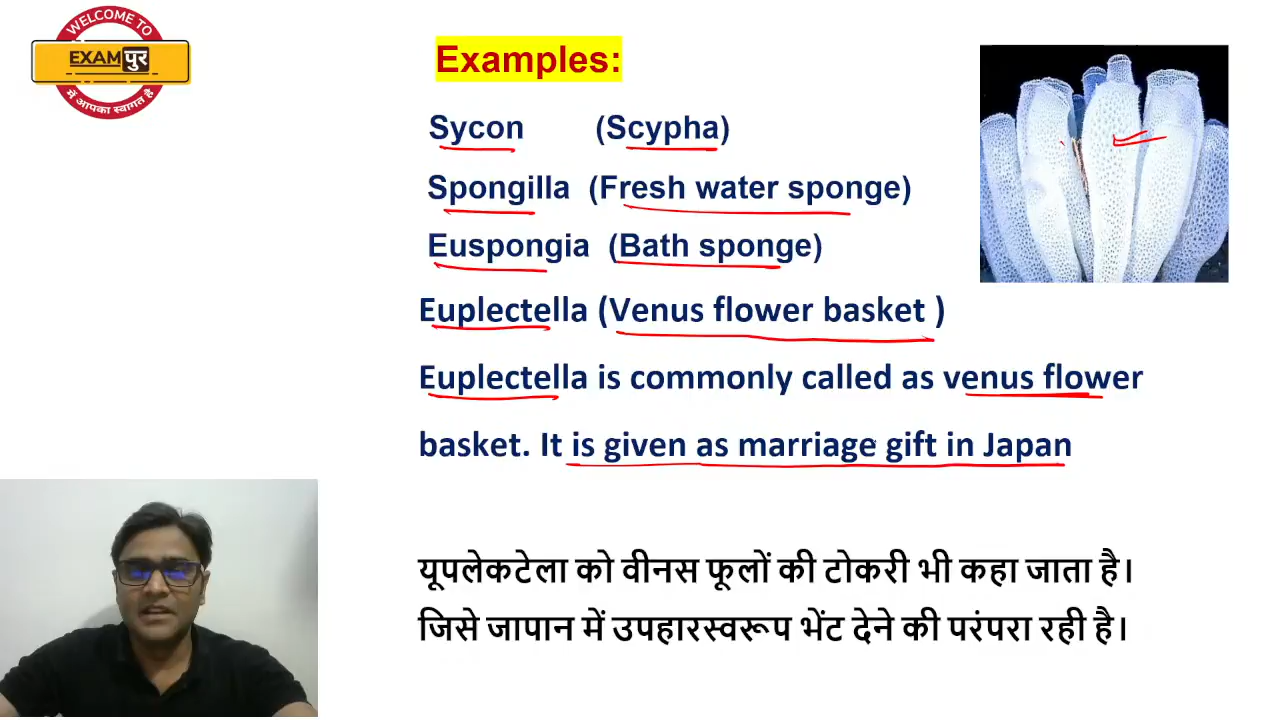 WELCOME TO
EXAMपुर
में आपका स्वागत है
Examples:
Sycon (Scypha)
Spongilla (Fresh water sponge)
Euspongia (Bath sponge)
Euplectella (Venus flower basket )
Euplectella is commonly called as venus flower
basket. It is given as marriage gift in Japan
यूपलेकटेला को वीनस फूलों की टोकरी भी कहा जाता है।
जिसे जापान में उपहारस्वरूप भेंट देने की परंपरा रही है।